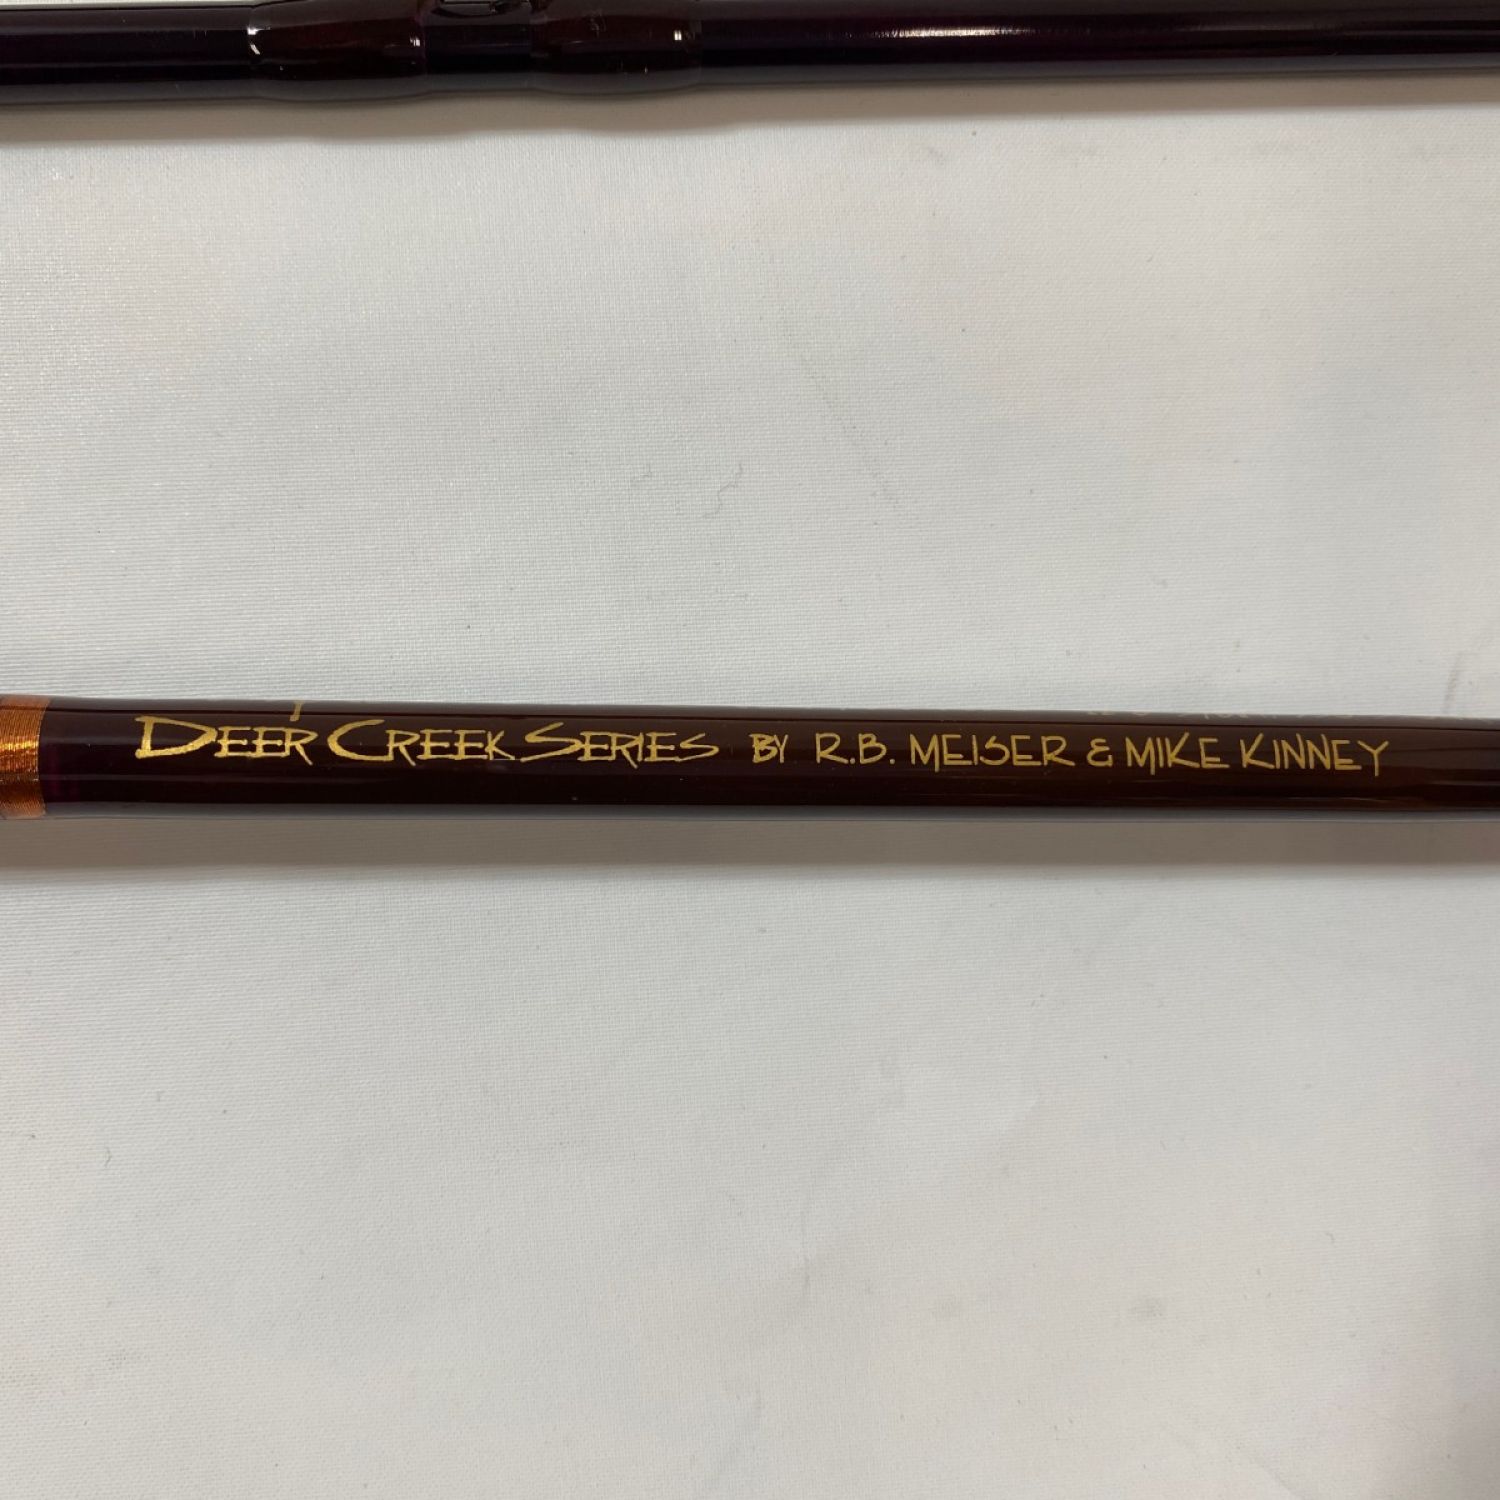 DEER CREEK SERIES BY R.B. MEISER & MIKE KINNEY